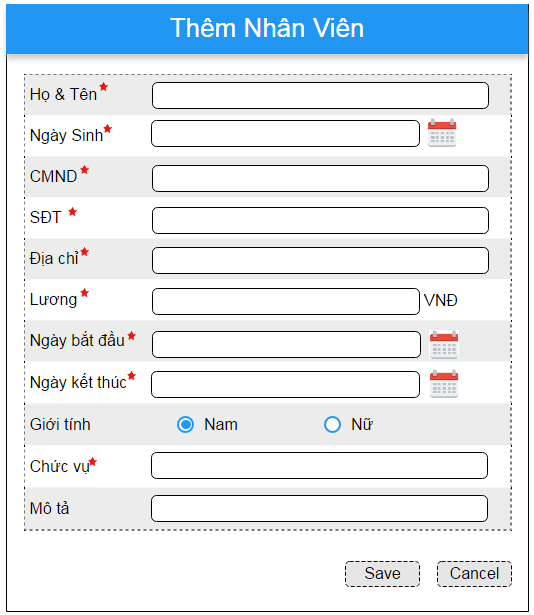 Thêm Nhân Viên
Họ & Tên
Ngày Sinh
CMND
SĐT
Địa chỉ
Lương VNĐ
Ngày bắt đầu
Ngày kết thúc
Giới tính Nam Nữ
Chức vụ
Mô tả
Save Cancel